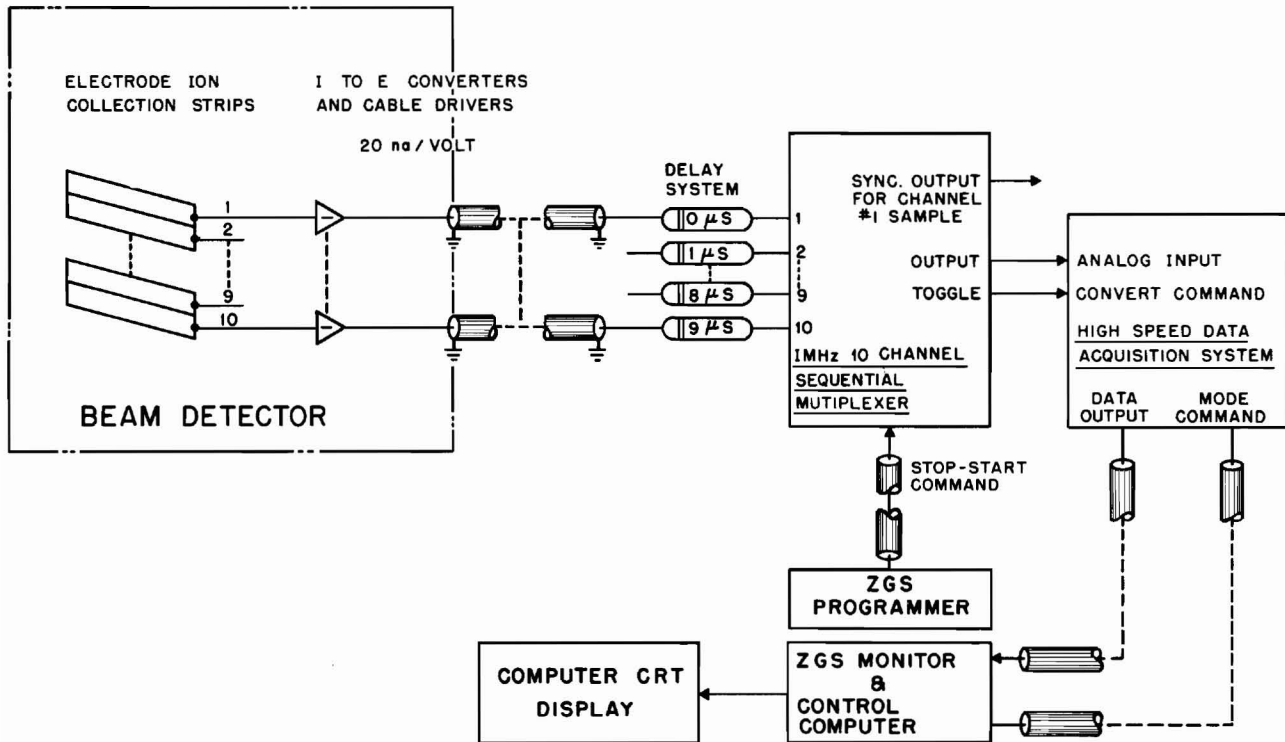 ELECTRODE ION
COLLECTION STRIPS
I TO E CONVERTERS
AND CABLE DRIVERS
20 na/VOLT
1
2
9
10
BEAM DETECTOR
DELAY
SYSTEM
0 μS
1 μS
8 μS
9 μS
1
2
9
10
SYNC. OUTPUT
FOR CHANNEL
#1 SAMPLE
OUTPUT
TOGGLE
1MHz 10 CHANNEL
SEQUENTIAL
MUTIPLEXER
ANALOG INPUT
CONVERT COMMAND
HIGH SPEED DATA
ACQUISITION SYSTEM
DATA
OUTPUT
MODE
COMMAND
STOP-START
COMMAND
ZGS
PROGRAMMER
ZGS MONITOR
&
CONTROL
COMPUTER
COMPUTER CRT
DISPLAY